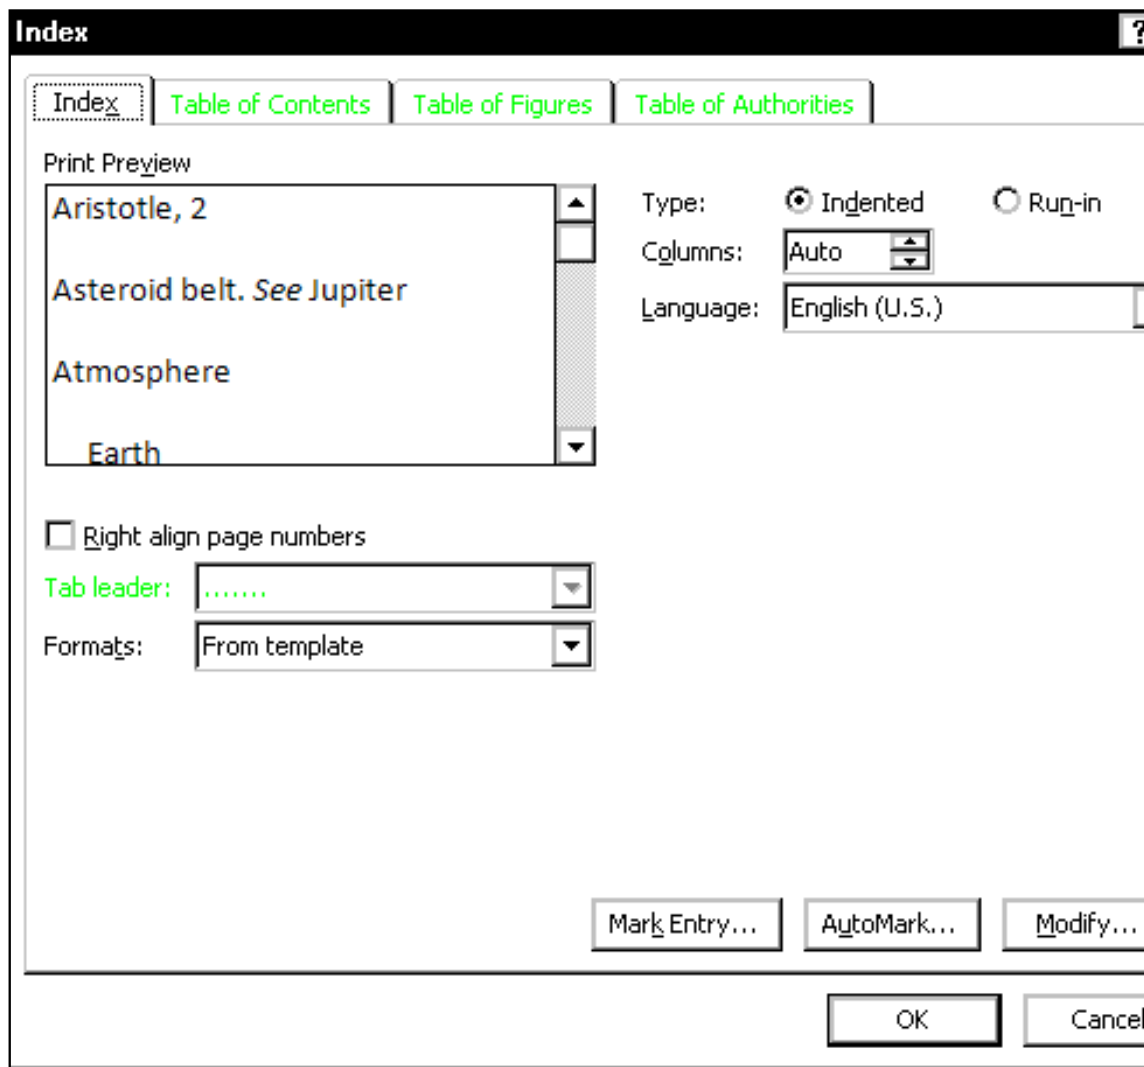 Index
?
Index Table of Contents Table of Figures Table of Authorities
Print Preview
Aristotle, 2
Asteroid belt. See Jupiter
Atmosphere
Earth
Type: Indented Run-in
Columns: Auto
Language: English (U.S.)
Right align page numbers
Tab leader: .......
Formats: From template
Mark Entry... AutoMark... Modify...
OK Cancel